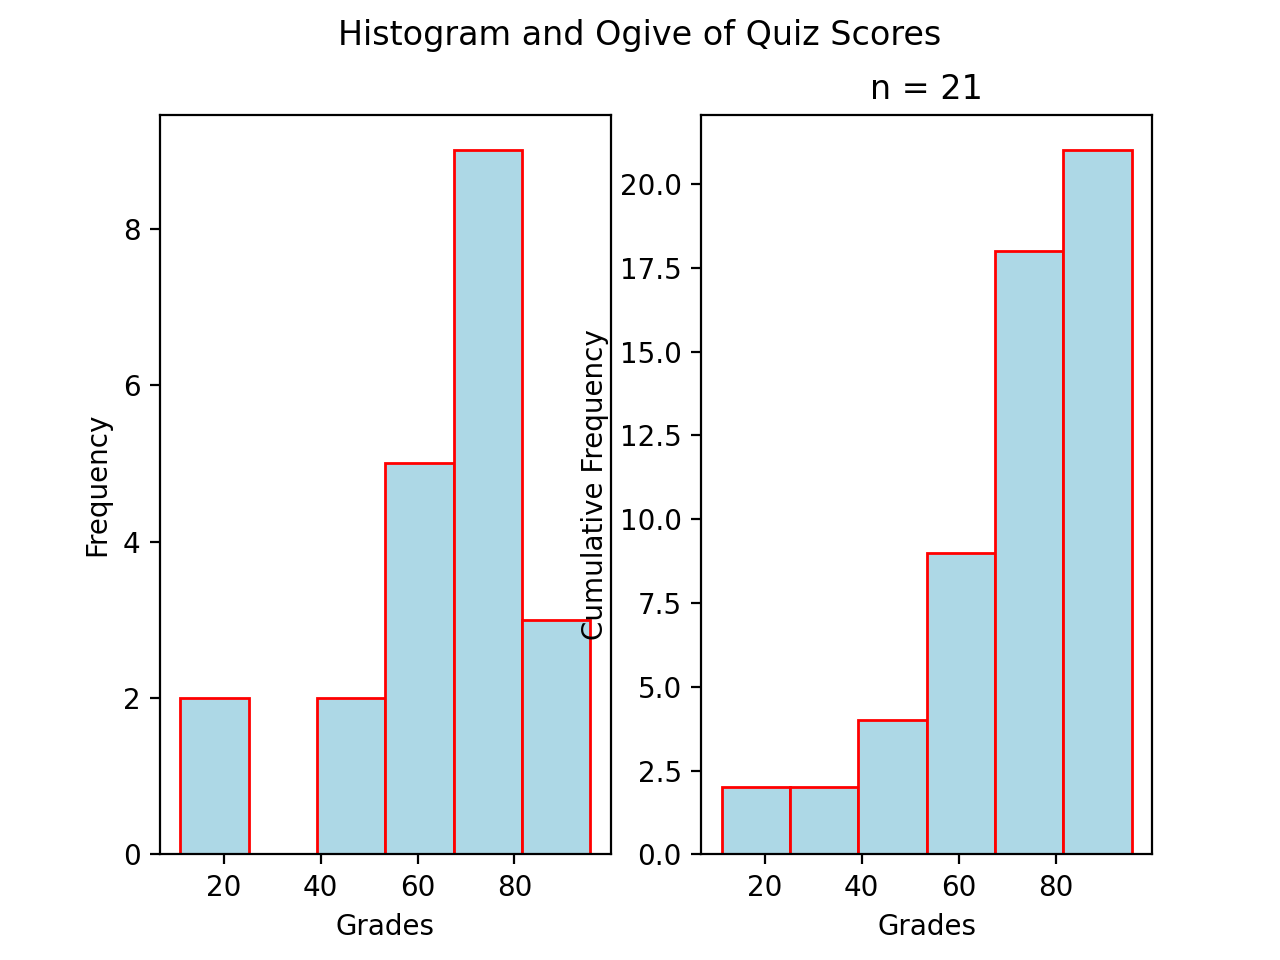 Histogram and Ogive of Quiz Scores
n = 21
Frequency
8
6
4
2
0
20 40 60 80
Grades
Cumulative Frequency
20.0
17.5
15.0
12.5
10.0
7.5
5.0
2.5
0.0
20 40 60 80
Grades